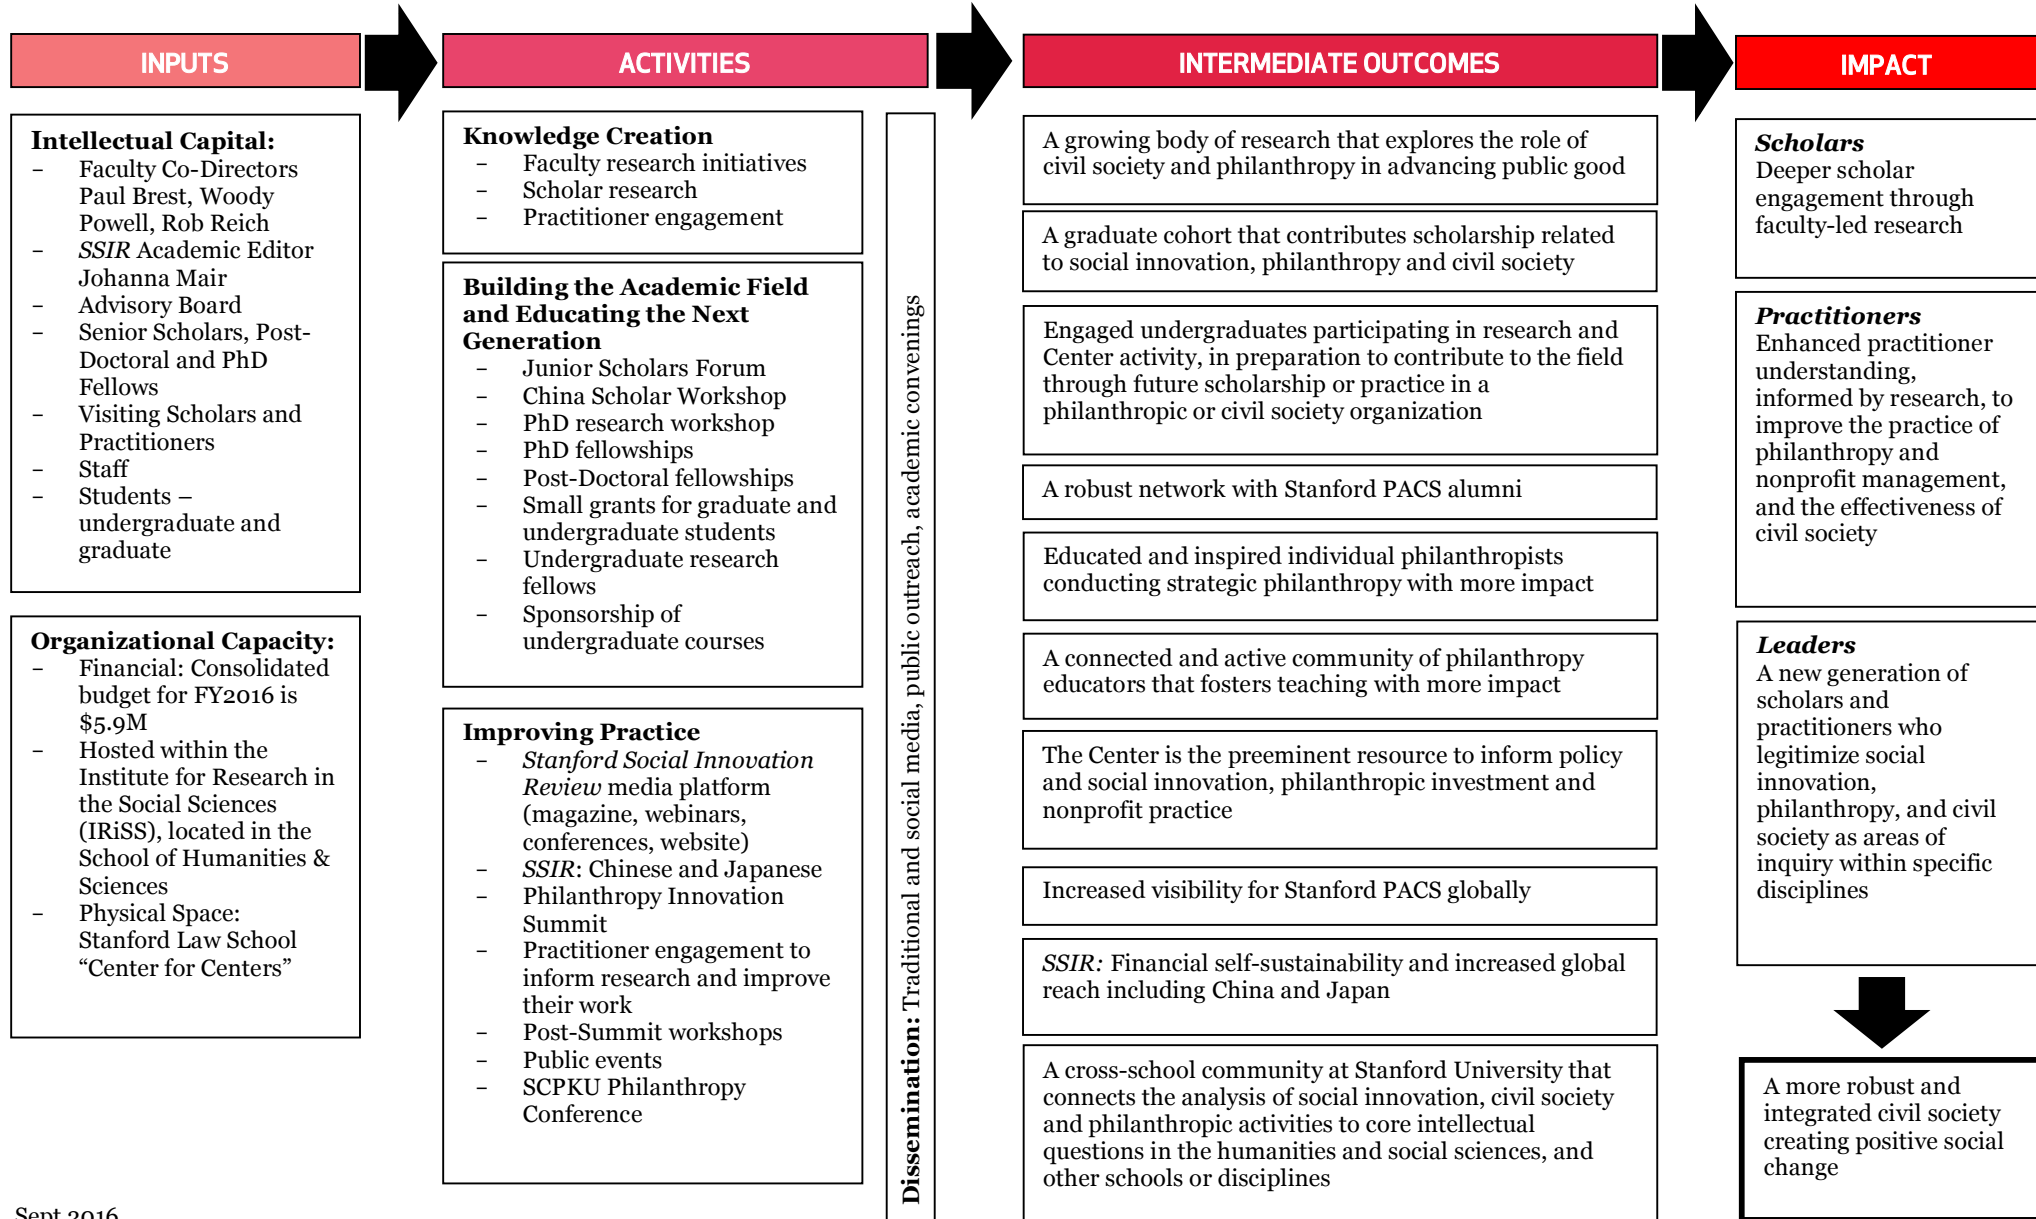 INPUTS
ACTIVITIES
INTERMEDIATE OUTCOMES
IMPACT
Intellectual Capital:
– Faculty Co-Directors
Paul Brest, Woody
Powell, Rob Reich
– SSIR Academic Editor
Johanna Mair
– Advisory Board
– Senior Scholars, Post-
Doctoral and PhD
Fellows
– Visiting Scholars and
Practitioners
– Staff
– Students –
undergraduate and
graduate
Organizational Capacity:
– Financial: Consolidated
budget for FY2016 is
$5.9M
– Hosted within the
Institute for Research in
the Social Sciences
(IRiSS), located in the
School of Humanities &
Sciences
– Physical Space:
Stanford Law School
“Center for Centers”
Knowledge Creation
– Faculty research initiatives
– Scholar research
– Practitioner engagement
Building the Academic Field
and Educating the Next
Generation
– Junior Scholars Forum
– China Scholar Workshop
– PhD research workshop
– PhD fellowships
– Post-Doctoral fellowships
– Small grants for graduate and
undergraduate students
– Undergraduate research
fellows
– Sponsorship of
undergraduate courses
Improving Practice
– Stanford Social Innovation
Review media platform
(magazine, webinars,
conferences, website)
– SSIR: Chinese and Japanese
– Philanthropy Innovation
Summit
– Practitioner engagement to
inform research and improve
their work
– Post-Summit workshops
– Public events
– SCPKU Philanthropy
Conference
Dissemination: Traditional and social media, public outreach, academic convenings
A growing body of research that explores the role of
civil society and philanthropy in advancing public good
A graduate cohort that contributes scholarship related
to social innovation, philanthropy and civil society
Engaged undergraduates participating in research and
Center activity, in preparation to contribute to the field
through future scholarship or practice in a
philanthropic or civil society organization
A robust network with Stanford PACS alumni
Educated and inspired individual philanthropists
conducting strategic philanthropy with more impact
A connected and active community of philanthropy
educators that fosters teaching with more impact
The Center is the preeminent resource to inform policy
and social innovation, philanthropic investment and
nonprofit practice
Increased visibility for Stanford PACS globally
SSIR: Financial self-sustainability and increased global
reach including China and Japan
A cross-school community at Stanford University that
connects the analysis of social innovation, civil society
and philanthropic activities to core intellectual
questions in the humanities and social sciences, and
other schools or disciplines
Scholars
Deeper scholar
engagement through
faculty-led research
Practitioners
Enhanced practitioner
understanding,
informed by research, to
improve the practice of
philanthropy and
nonprofit management,
and the effectiveness of
civil society
Leaders
A new generation of
scholars and
practitioners who
legitimize social
innovation,
philanthropy, and civil
society as areas of
inquiry within specific
disciplines
A more robust and
integrated civil society
creating positive social
change
Sept 2016